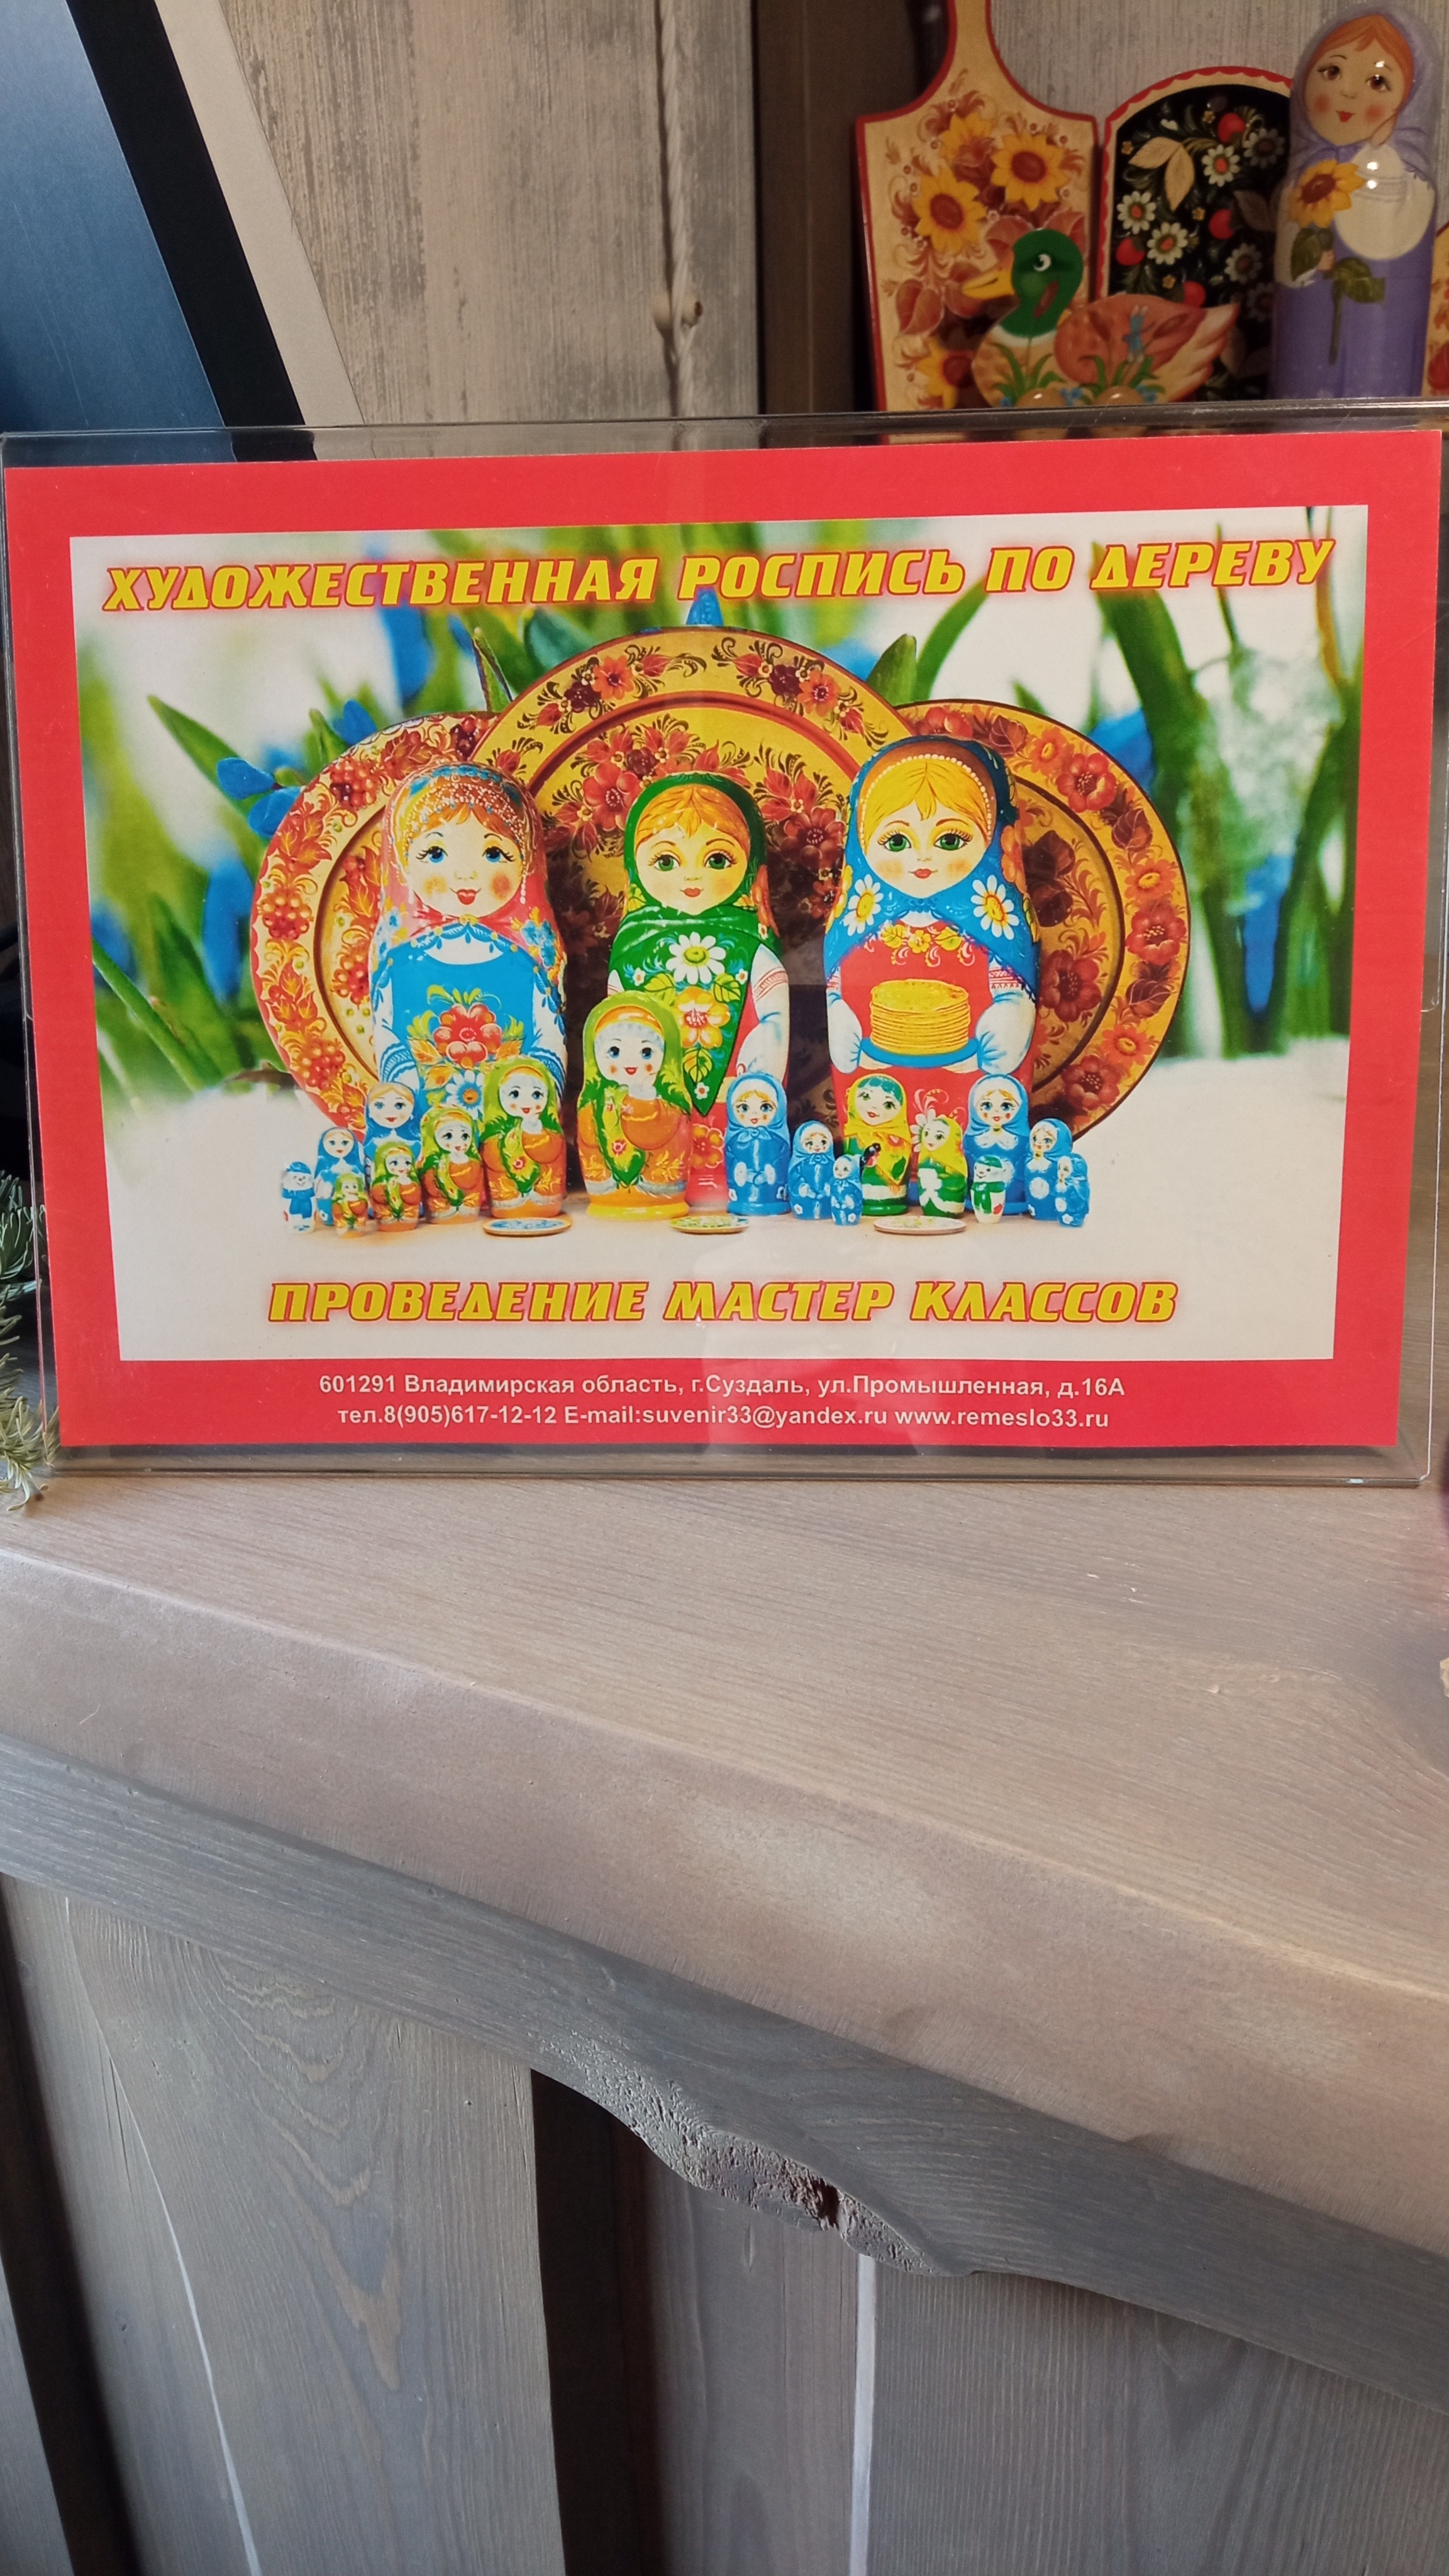 ХУДОЖЕСТВЕННАЯ РОСПИСЬ ПО ДЕРЕВУ
ПРОВЕДЕНИЕ МАСТЕР КЛАССОВ
601291 Владимирская область, г.Суздаль, ул.Промышленная, д.16А
тел.8(905)617-12-12 E-mail:suvenir33@yandex.ru www.remeslo33.ru